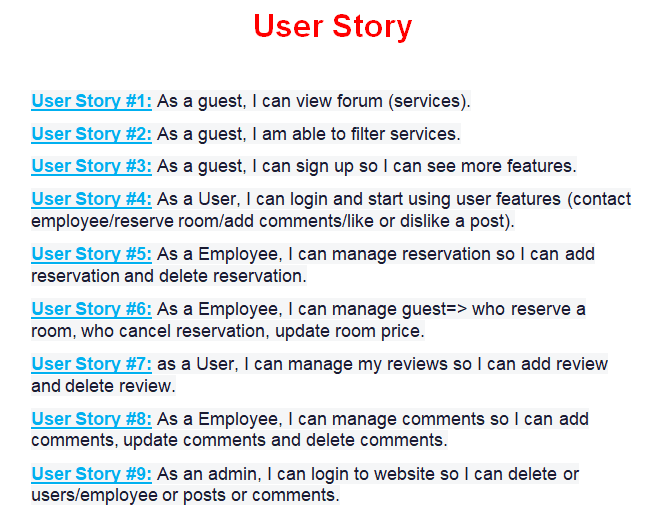 User Story
User Story #1: As a guest, I can view forum (services).
User Story #2: As a guest, I am able to filter services.
User Story #3: As a guest, I can sign up so I can see more features.
User Story #4: As a User, I can login and start using user features (contact
employee/reserve room/add comments/like or dislike a post).
User Story #5: As a Employee, I can manage reservation so I can add
reservation and delete reservation.
User Story #6: As a Employee, I can manage guest=> who reserve a
room, who cancel reservation, update room price.
User Story #7: as a User, I can manage my reviews so I can add review
and delete review.
User Story #8: As a Employee, I can manage comments so I can add
comments, update comments and delete comments.
User Story #9: As an admin, I can login to website so I can delete or
users/employee or posts or comments.